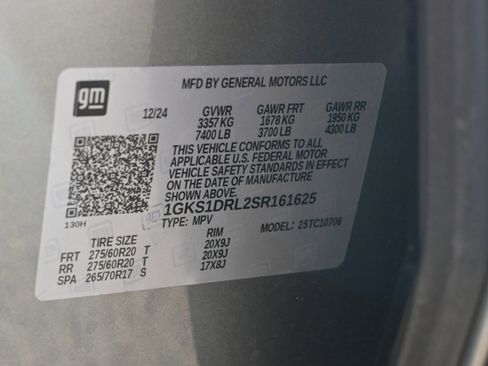 gm
MFD BY GENERAL MOTORS LLC
12/24 GVWR GAWR FRT GAWR RR
3357 KG 1678 KG 1950 KG
7400 LB 3700 LB 4300 LB
THIS VEHICLE CONFORMS TO ALL
APPLICABLE U.S. FEDERAL MOTOR
VEHICLE SAFETY STANDARDS IN EFFECT
ON THE DATE OF MANUFACTURE
SHOWN ABOVE.
1GKS1DRL2SR161625
130H TYPE: MPV 25TC10706
TIRE SIZE RIM
FRT 275/60R20 T 20X9J
RR 275/60R20 T 20X9J
SPA 265/70R17 S 17X8J